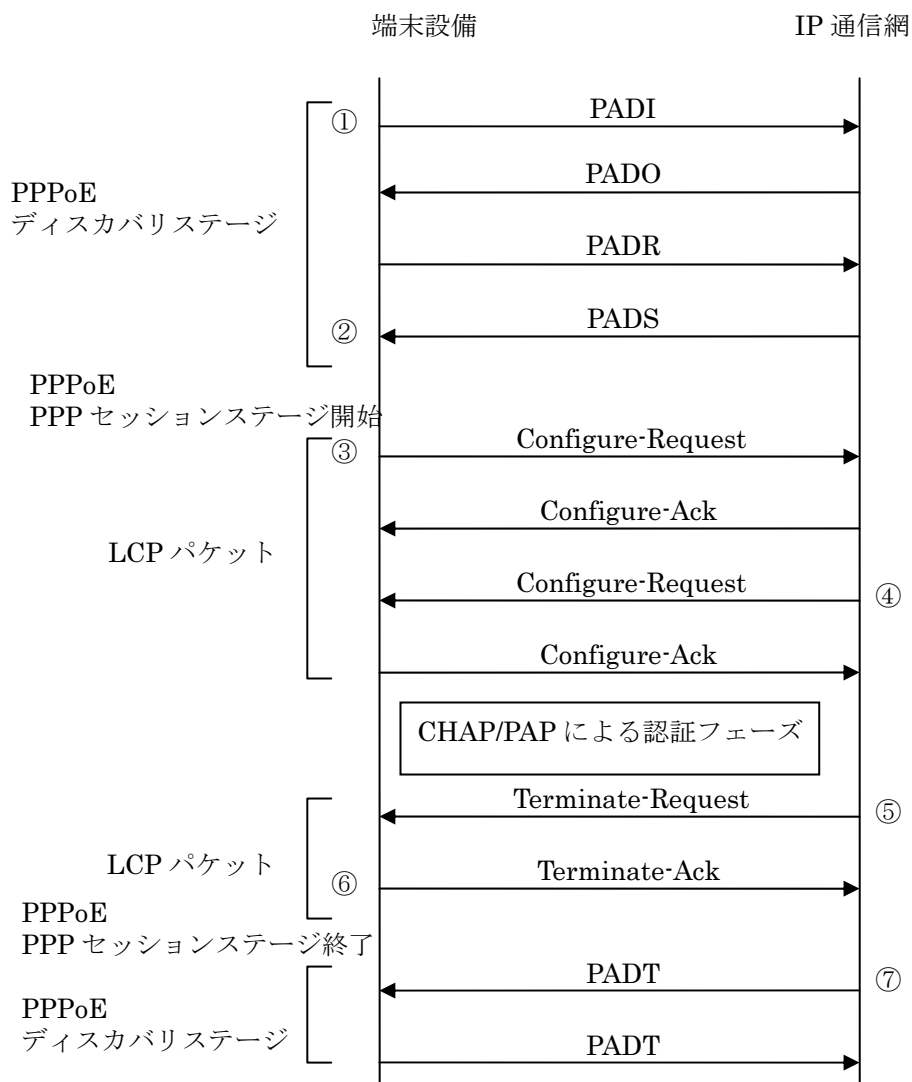 端末設備
IP 通信網
① PADI
PADO
PPPoE
ディスカバリステージ
PADR
② PADS
PPPoE
PPP セッションステージ開始
③ Configure-Request
Configure-Ack
LCP パケット
Configure-Request ④
Configure-Ack
CHAP/PAP による認証フェーズ
Terminate-Request ⑤
LCP パケット
⑥ Terminate-Ack
PPPoE
PPP セッションステージ終了
PADT ⑦
PPPoE
ディスカバリステージ
PADT